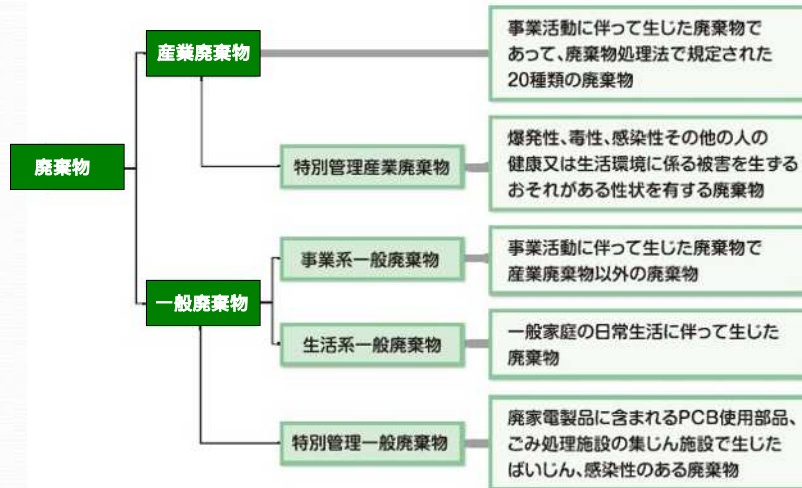 産業廃棄物
事業活動に伴って生じた廃棄物で
あって、廃棄物処理法で規定された
20種類の廃棄物
廃棄物
特別管理産業廃棄物
爆発性、毒性、感染性その他の人の
健康又は生活環境に係る被害を生ずる
おそれがある性状を有する廃棄物
一般廃棄物
事業系一般廃棄物
事業活動に伴って生じた廃棄物で
産業廃棄物以外の廃棄物
生活系一般廃棄物
一般家庭の日常生活に伴って生じた
廃棄物
特別管理一般廃棄物
廃家電製品に含まれるPCB使用部品、
ごみ処理施設の集じん施設で生じた
ばいじん、感染性のある廃棄物